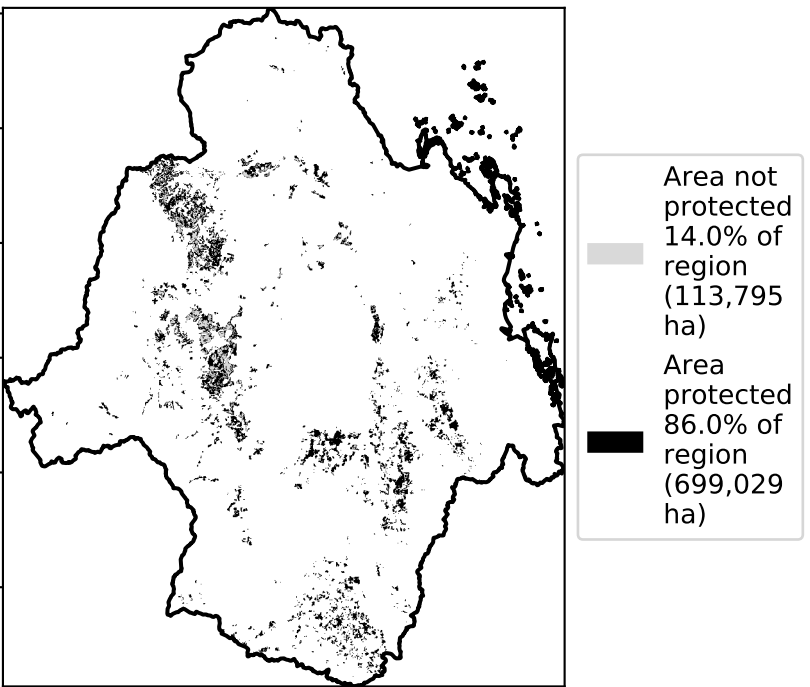 Area not
protected
14.0% of
region
(113,795
ha)
Area
protected
86.0% of
region
(699,029
ha)